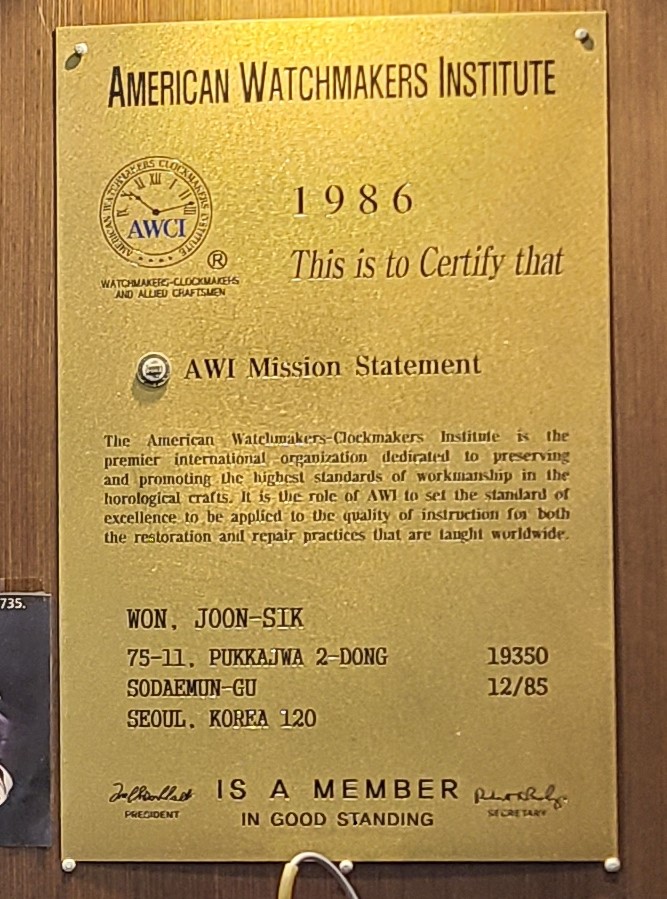 AMERICAN WATCHMAKERS INSTITUTE
AMERICAN WATCHMAKERS CLOCKMAKERS INSTITUTE
AWCI
®
WATCHMAKERS-CLOCKMAKERS
AND ALLIED CRAFTSMEN
1986
This is to Certify that
AWI Mission Statement
The American Watchmakers-Clockmakers Institute is the
premier international organization dedicated to preserving
and promoting the highest standards of workmanship in the
horological crafts. It is the role of AWI to set the standard of
excellence to be applied to the quality of instruction for both
the restoration and repair practices that are taught worldwide.
WON, JOON-SIK
75-11, PUKKAJWA 2-DONG 19350
SODAEMUN-GU 12/85
SEOUL, KOREA 120
IS A MEMBER
IN GOOD STANDING
PRESIDENT
SECRETARY
735.